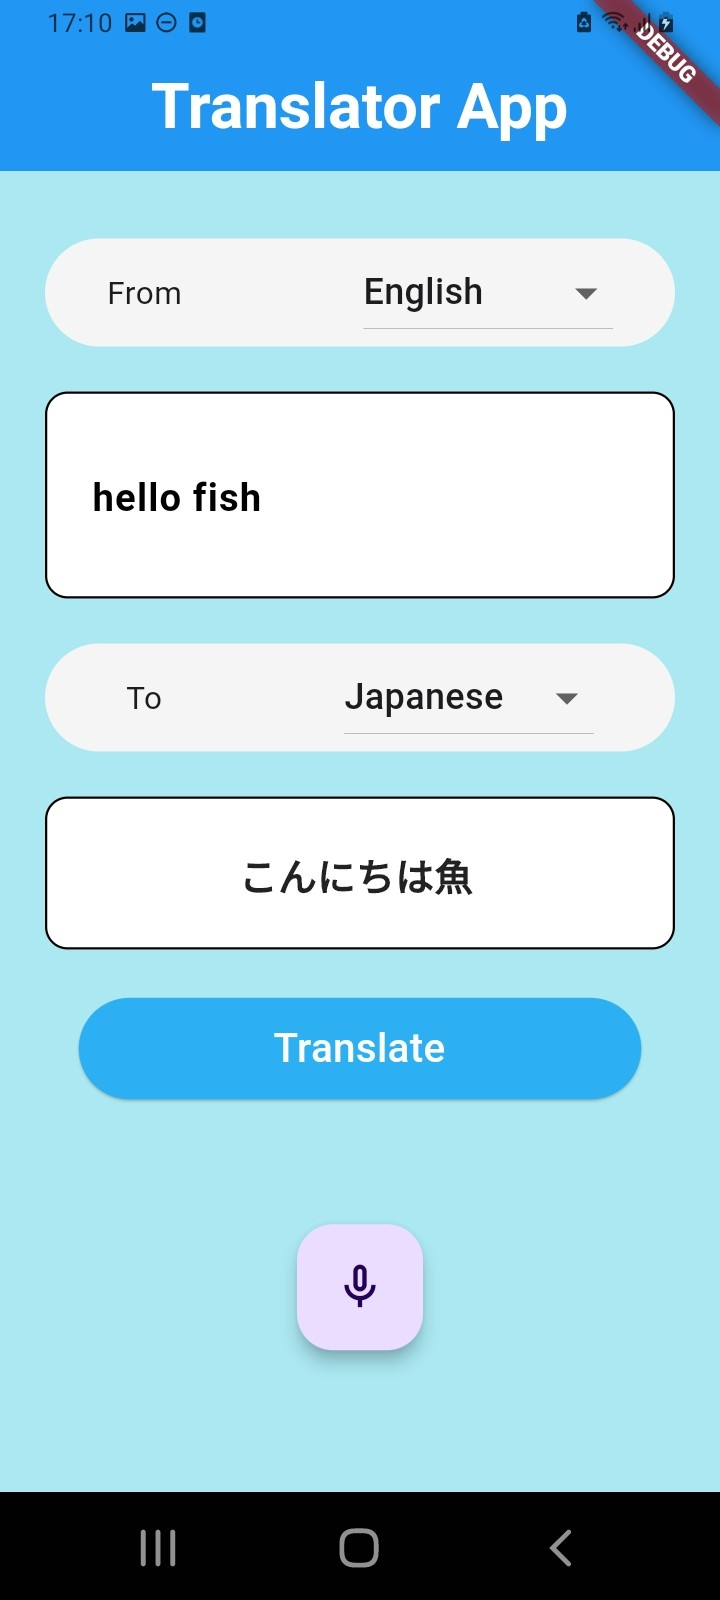 17:10
DEBUG
Translator App
From English
hello fish
To Japanese
こんにちは魚
Translate